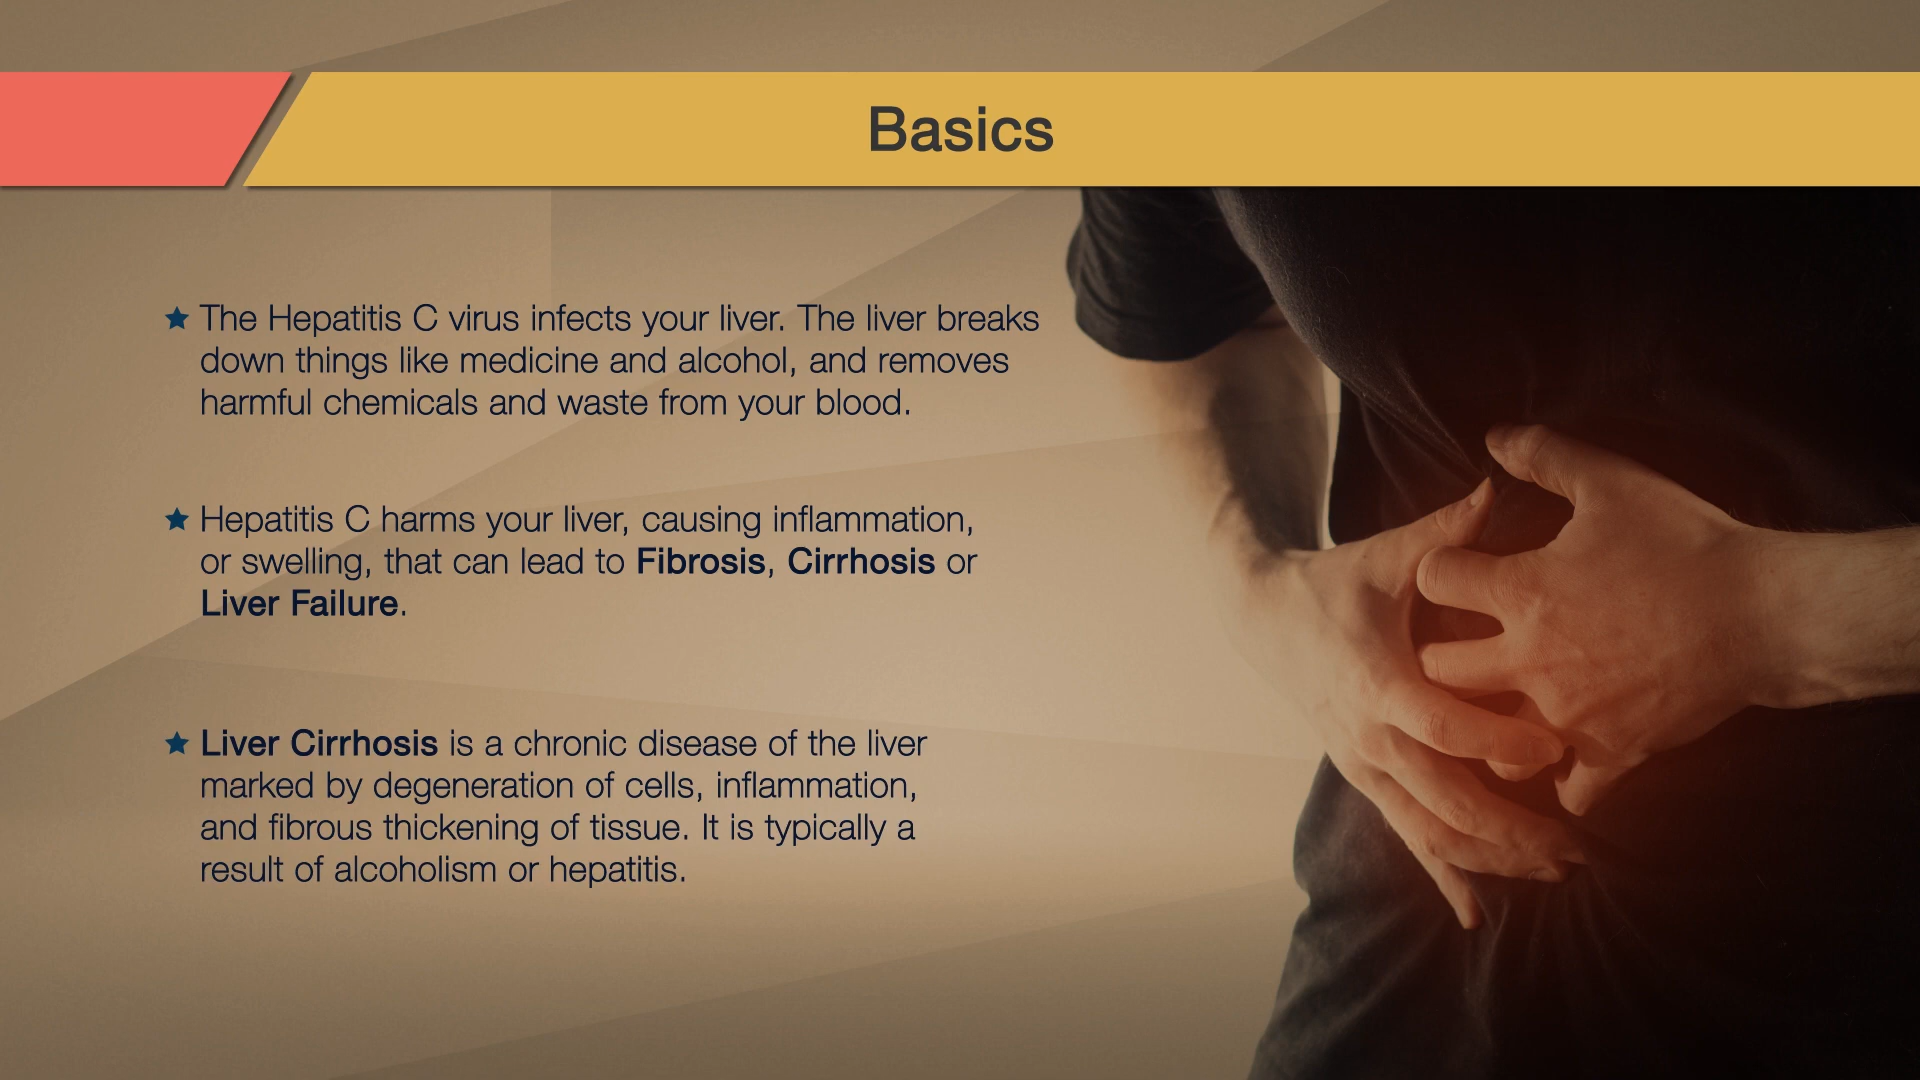 Basics
The Hepatitis C virus infects your liver. The liver breaks
down things like medicine and alcohol, and removes
harmful chemicals and waste from your blood.
Hepatitis C harms your liver, causing inflammation,
or swelling, that can lead to Fibrosis, Cirrhosis or
Liver Failure.
Liver Cirrhosis is a chronic disease of the liver
marked by degeneration of cells, inflammation,
and fibrous thickening of tissue. It is typically a
result of alcoholism or hepatitis.